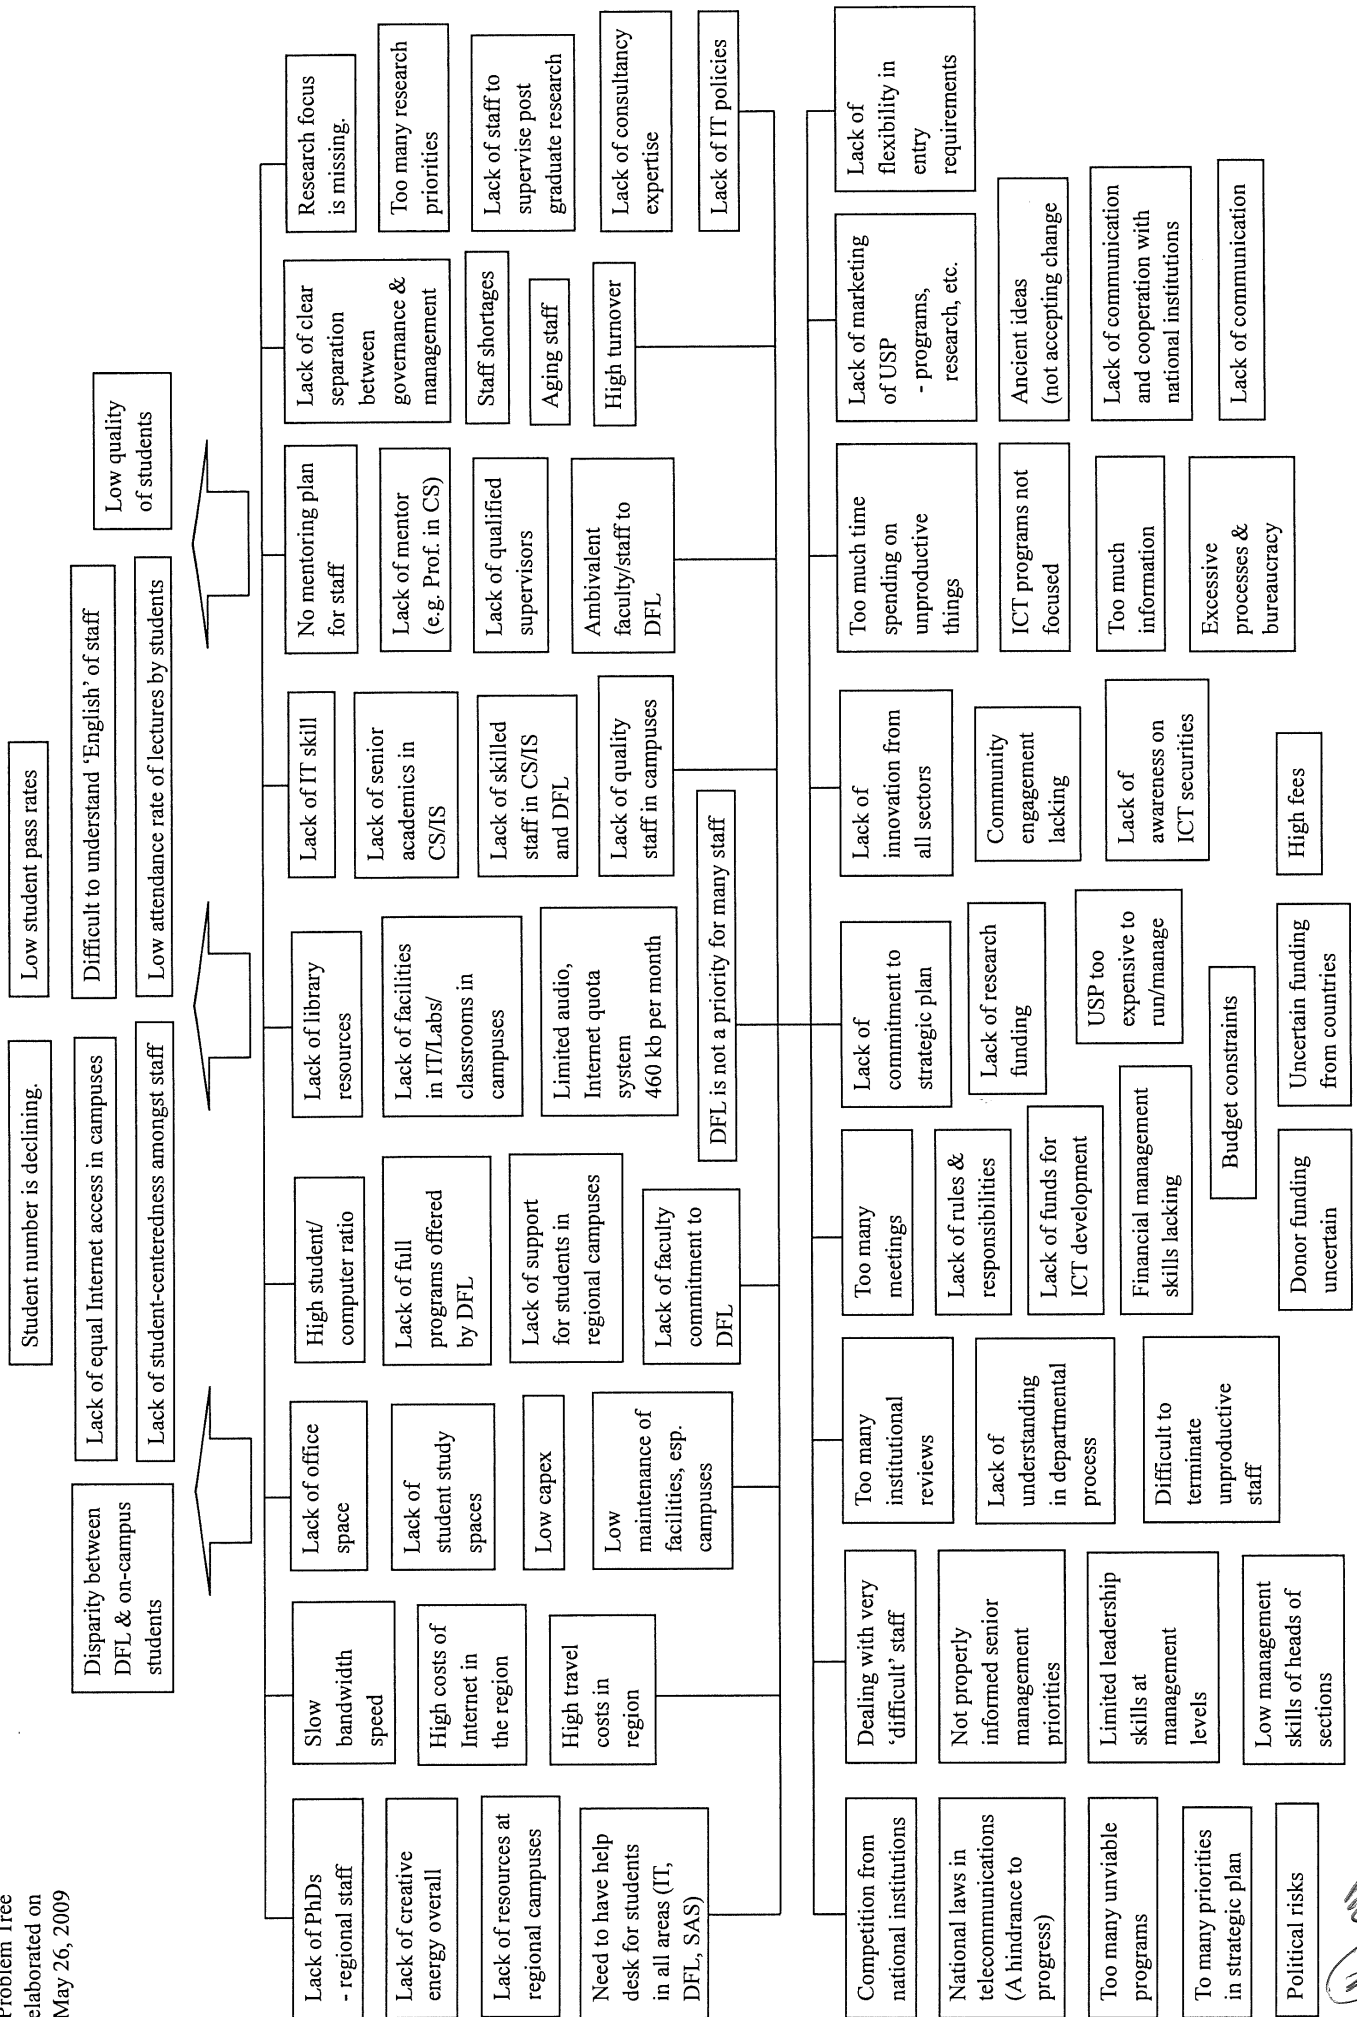 Problem Tree
elaborated on
May 26, 2009
Student number is declining.
Low student pass rates
Disparity between
DFL & on-campus
students
Lack of equal Internet access in campuses
Difficult to understand ‘English’ of staff
Lack of student-centeredness amongst staff
Low attendance rate of lectures by students
Low quality
of students
Lack of PhDs
- regional staff
Lack of creative
energy overall
Lack of resources at
regional campuses
Need to have help
desk for students
in all areas (IT,
DFL, SAS)
Slow
bandwidth
speed
High costs of
Internet in
the region
High travel
costs in
region
Lack of office
space
Lack of
student study
spaces
Low capex
Low
maintenance of
facilities, esp.
campuses
High student/
computer ratio
Lack of full
programs offered
by DFL
Lack of support
for students in
regional campuses
Lack of faculty
commitment to
DFL
Lack of library
resources
Lack of facilities
in IT/Labs/
classrooms in
campuses
Limited audio,
Internet quota
system
460 kb per month
Lack of IT skill
Lack of senior
academics in
CS/IS
Lack of skilled
staff in CS/IS
and DFL
Lack of quality
staff in campuses
No mentoring plan
for staff
Lack of mentor
(e.g. Prof. in CS)
Lack of qualified
supervisors
Ambivalent
faculty/staff to
DFL
Lack of clear
separation
between
governance &
management
Staff shortages
Aging staff
High turnover
Research focus
is missing.
Too many research
priorities
Lack of staff to
supervise post
graduate research
Lack of consultancy
expertise
Lack of IT policies
DFL is not a priority for many staff
Competition from
national institutions
National laws in
telecommunications
(A hindrance to
progress)
Too many unviable
programs
To many priorities
in strategic plan
Political risks
Dealing with very
‘difficult’ staff
Not properly
informed senior
management
priorities
Limited leadership
skills at
management
levels
Low management
skills of heads of
sections
Too many
institutional
reviews
Lack of
understanding
in departmental
process
Difficult to
terminate
unproductive
staff
Too many
meetings
Lack of rules &
responsibilities
Lack of funds for
ICT development
Financial management
skills lacking
Budget constraints
Donor funding
uncertain
Lack of
commitment to
strategic plan
Lack of research
funding
USP too
expensive to
run/manage
Uncertain funding
from countries
Lack of
innovation from
all sectors
Community
engagement
lacking
Lack of
awareness on
ICT securities
High fees
Too much time
spending on
unproductive
things
ICT programs not
focused
Too much
information
Excessive
processes &
bureaucracy
Lack of marketing
of USP
- programs,
research, etc.
Ancient ideas
(not accepting change
Lack of communication
and cooperation with
national institutions
Lack of communication
Lack of
flexibility in
entry
requirements